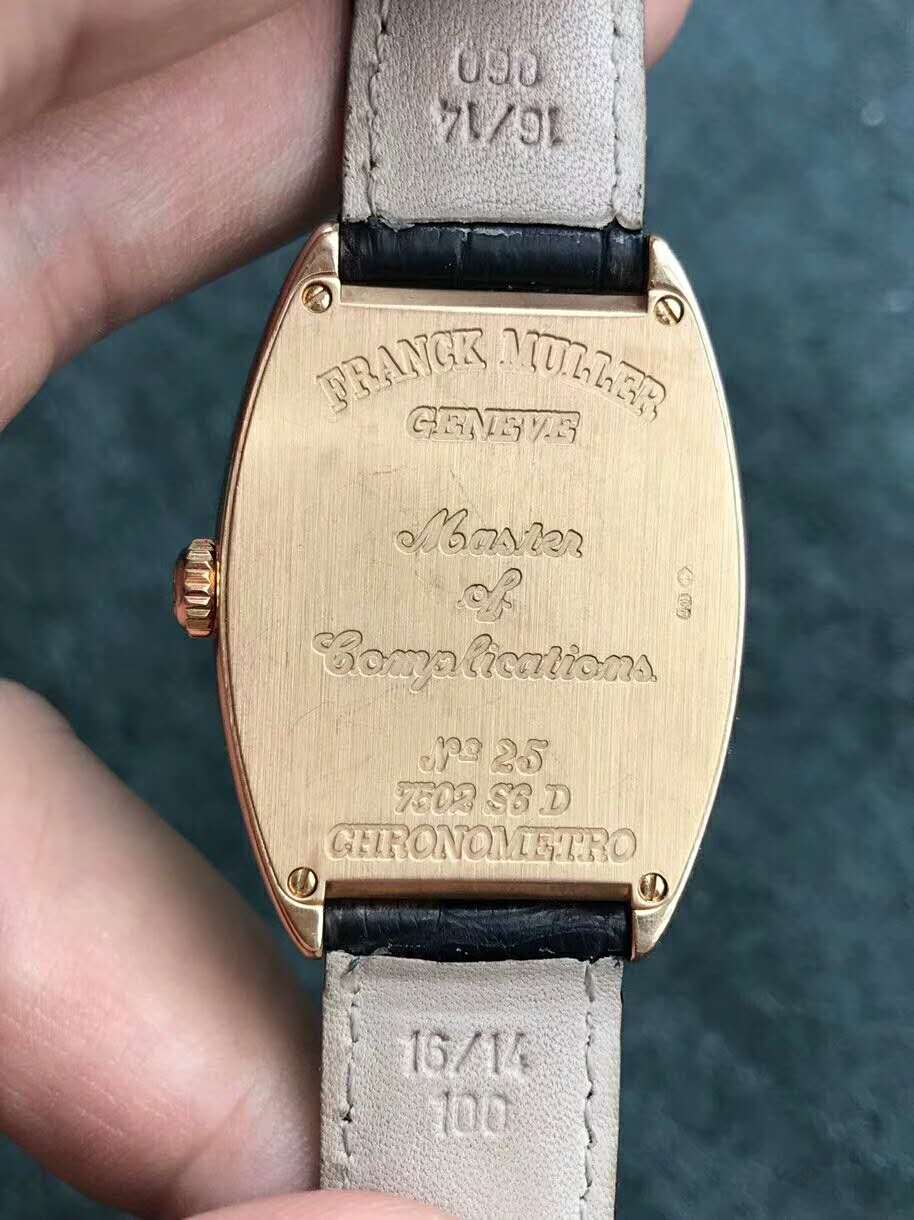 090
16/14
FRANCK MULLER
GENEVE
Master
of
Complications
Nº 25
7502 S6 D
CHRONOMETRO
16/14
100